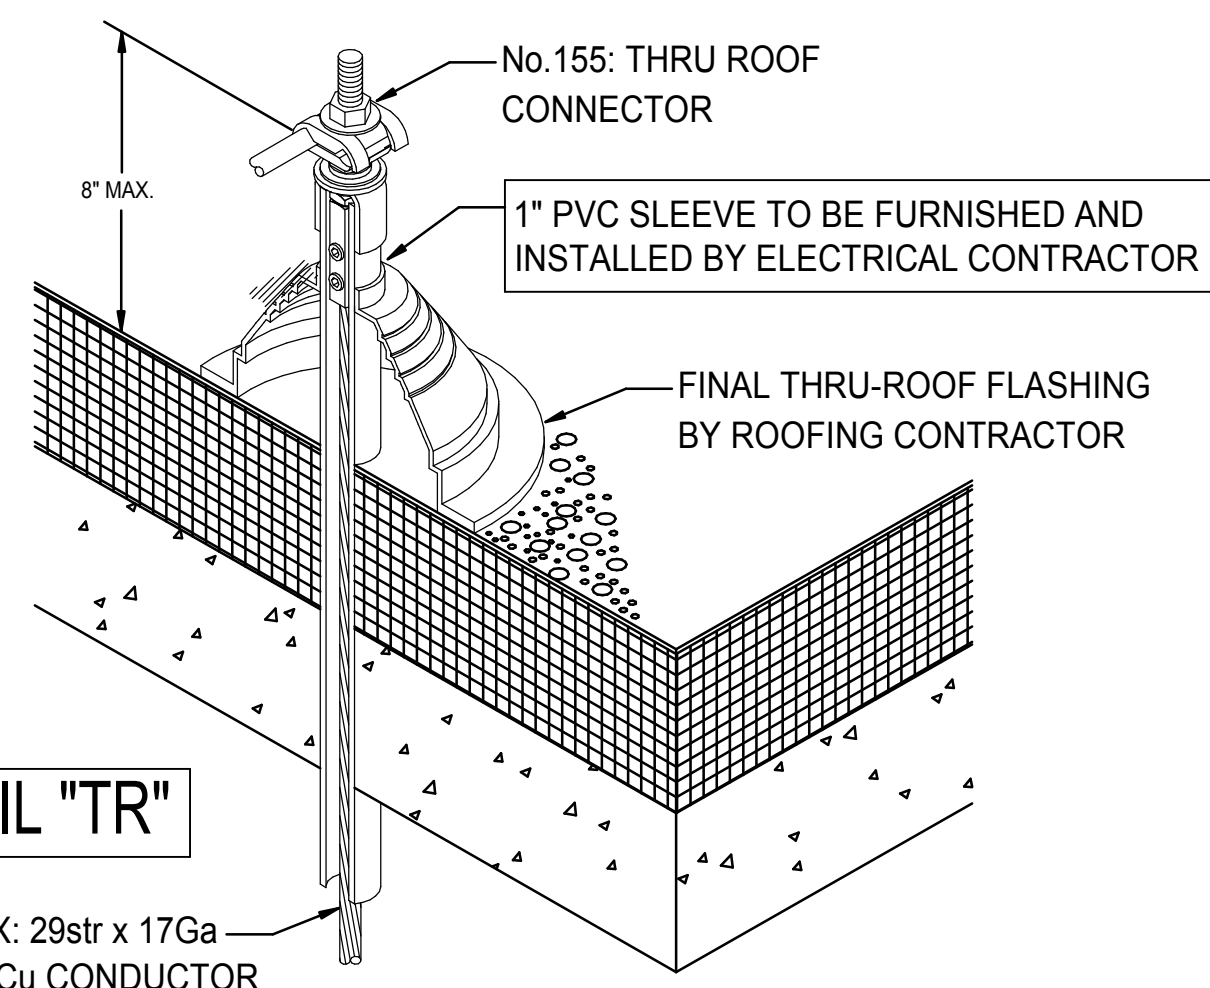 No.155: THRU ROOF
CONNECTOR
8" MAX.
1" PVC SLEEVE TO BE FURNISHED AND
INSTALLED BY ELECTRICAL CONTRACTOR
FINAL THRU-ROOF FLASHING
BY ROOFING CONTRACTOR
IL "TR"
X: 29str x 17Ga
Cu CONDUCTOR